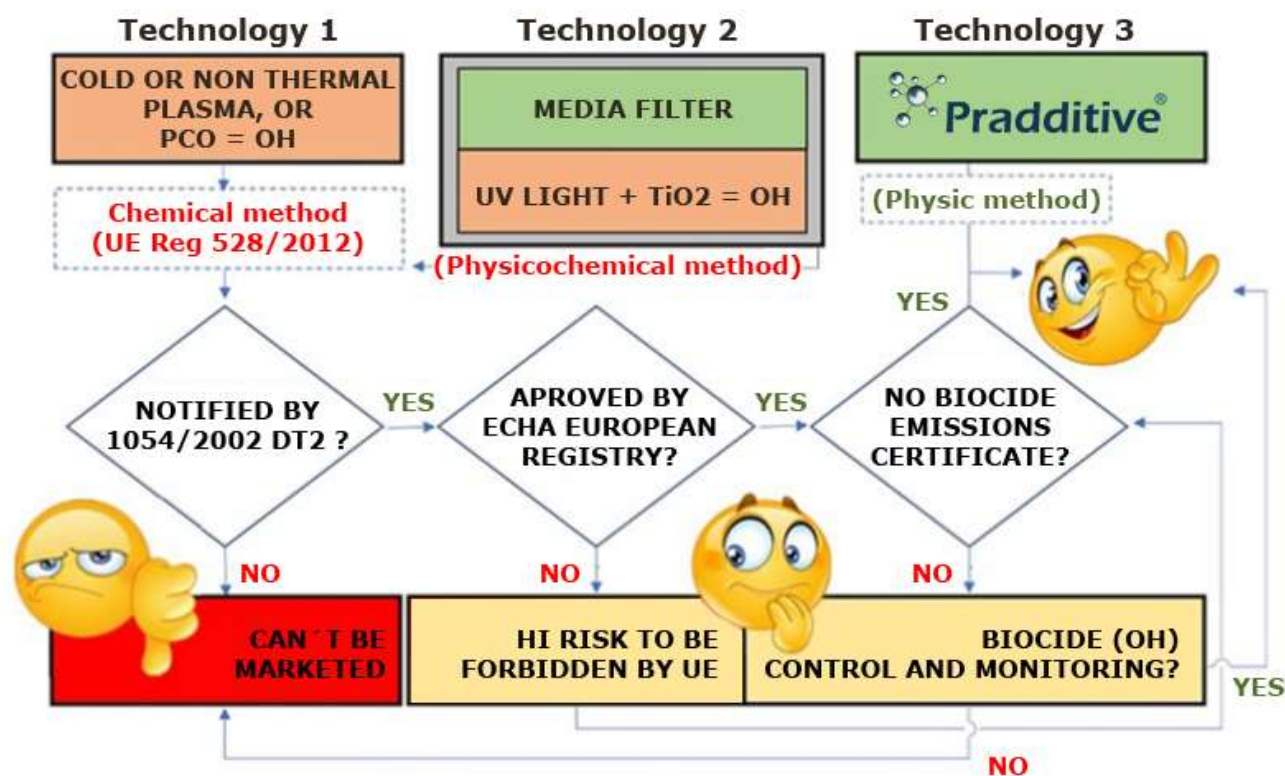 Technology 1
Technology 2
Technology 3
COLD OR NON THERMAL
PLASMA, OR
PCO = OH
MEDIA FILTER
UV LIGHT + TiO2 = OH
Pradditive®
Chemical method
(UE Reg 528/2012)
(Physicochemical method)
(Physic method)
YES
NOTIFIED BY
1054/2002 DT2 ?
YES
APROVED BY
ECHA EUROPEAN
REGISTRY?
YES
NO BIOCIDE
EMISSIONS
CERTIFICATE?
NO
NO
NO
CAN´T BE
MARKETED
HI RISK TO BE
FORBIDDEN BY UE
BIOCIDE (OH)
CONTROL AND MONITORING?
YES
NO